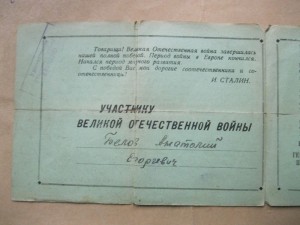 Товарищи! Великая Отечественная война завершилась
нашей полной победой. Период войны в Европе кончился.
Начался период мирного развития
С победой Вас мои дорогие соотечественники и со-
отечественницы!
И. СТАЛИН.
УЧАСТНИКУ
ВЕЛИКОЙ ОТЕЧЕСТВЕННОЙ ВОЙНЫ
Анатолий
Егорович